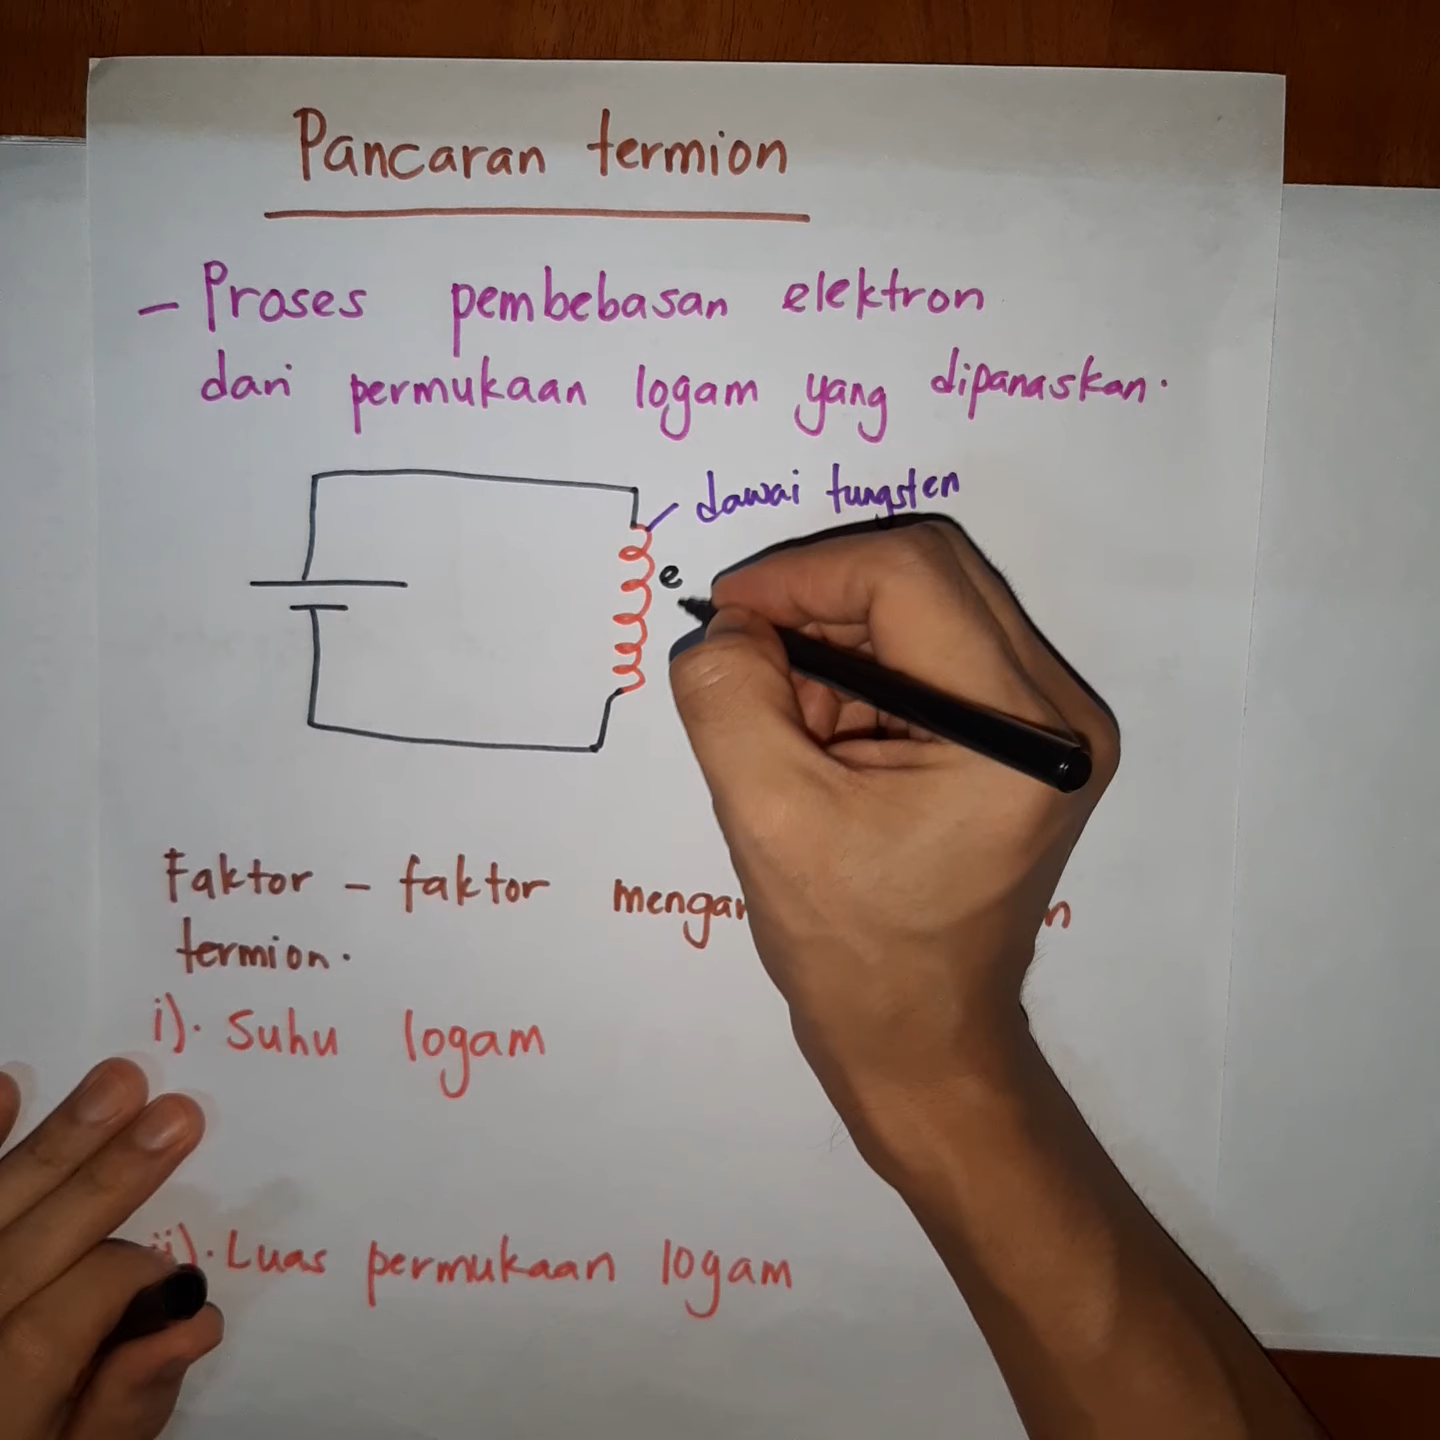 Pancaran termion
- Proses pembebasan elektron
dari permukaan logam yang dipanaskan.
dawai tungsten
e
Faktor - faktor
termion.
i). Suhu logam
ii). Luas permukaan logam